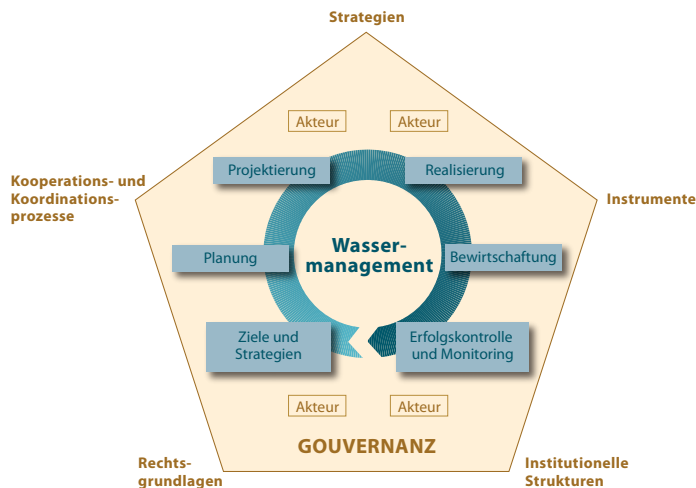 Strategien
Akteur
Akteur
Projektierung
Realisierung
Kooperations- und
Koordinations-
prozesse
Instrumente
Wasser-
management
Planung
Bewirtschaftung
Ziele und
Strategien
Erfolgskontrolle
und Monitoring
Akteur
Akteur
GOUVERNANZ
Rechts-
grundlagen
Institutionelle
Strukturen